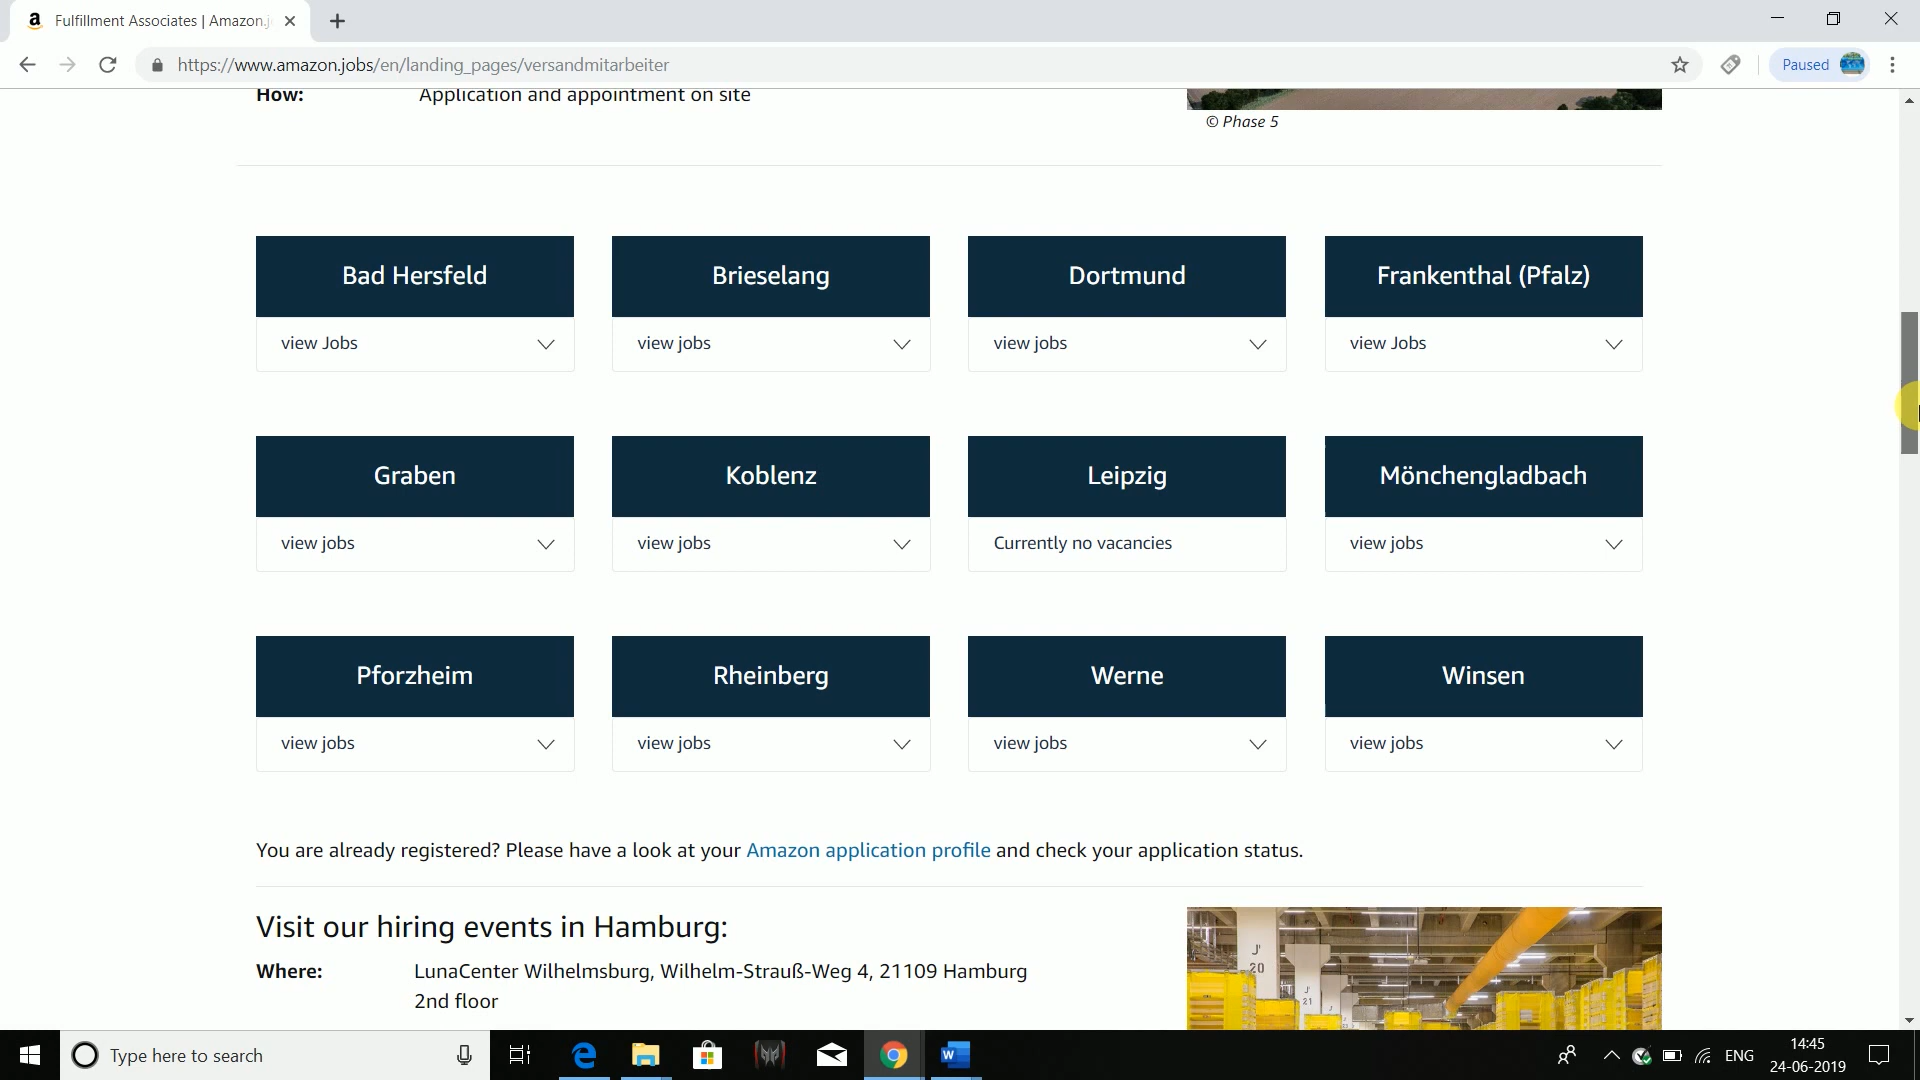 Fulfillment Associates | Amazon.j
https://www.amazon.jobs/en/landing_pages/versandmitarbeiter
Paused
How: Application and appointment on site
© Phase 5
Bad Hersfeld
Brieselang
Dortmund
Frankenthal (Pfalz)
view Jobs
view jobs
view jobs
view Jobs
Graben
Koblenz
Leipzig
Mönchengladbach
view jobs
view jobs
Currently no vacancies
view jobs
Pforzheim
Rheinberg
Werne
Winsen
view jobs
view jobs
view jobs
view jobs
You are already registered? Please have a look at your Amazon application profile and check your application status.
Visit our hiring events in Hamburg:
Where: LunaCenter Wilhelmsburg, Wilhelm-Strauß-Weg 4, 21109 Hamburg
2nd floor
J'
20
J'
21
Type here to search
ENG
14:45
24-06-2019